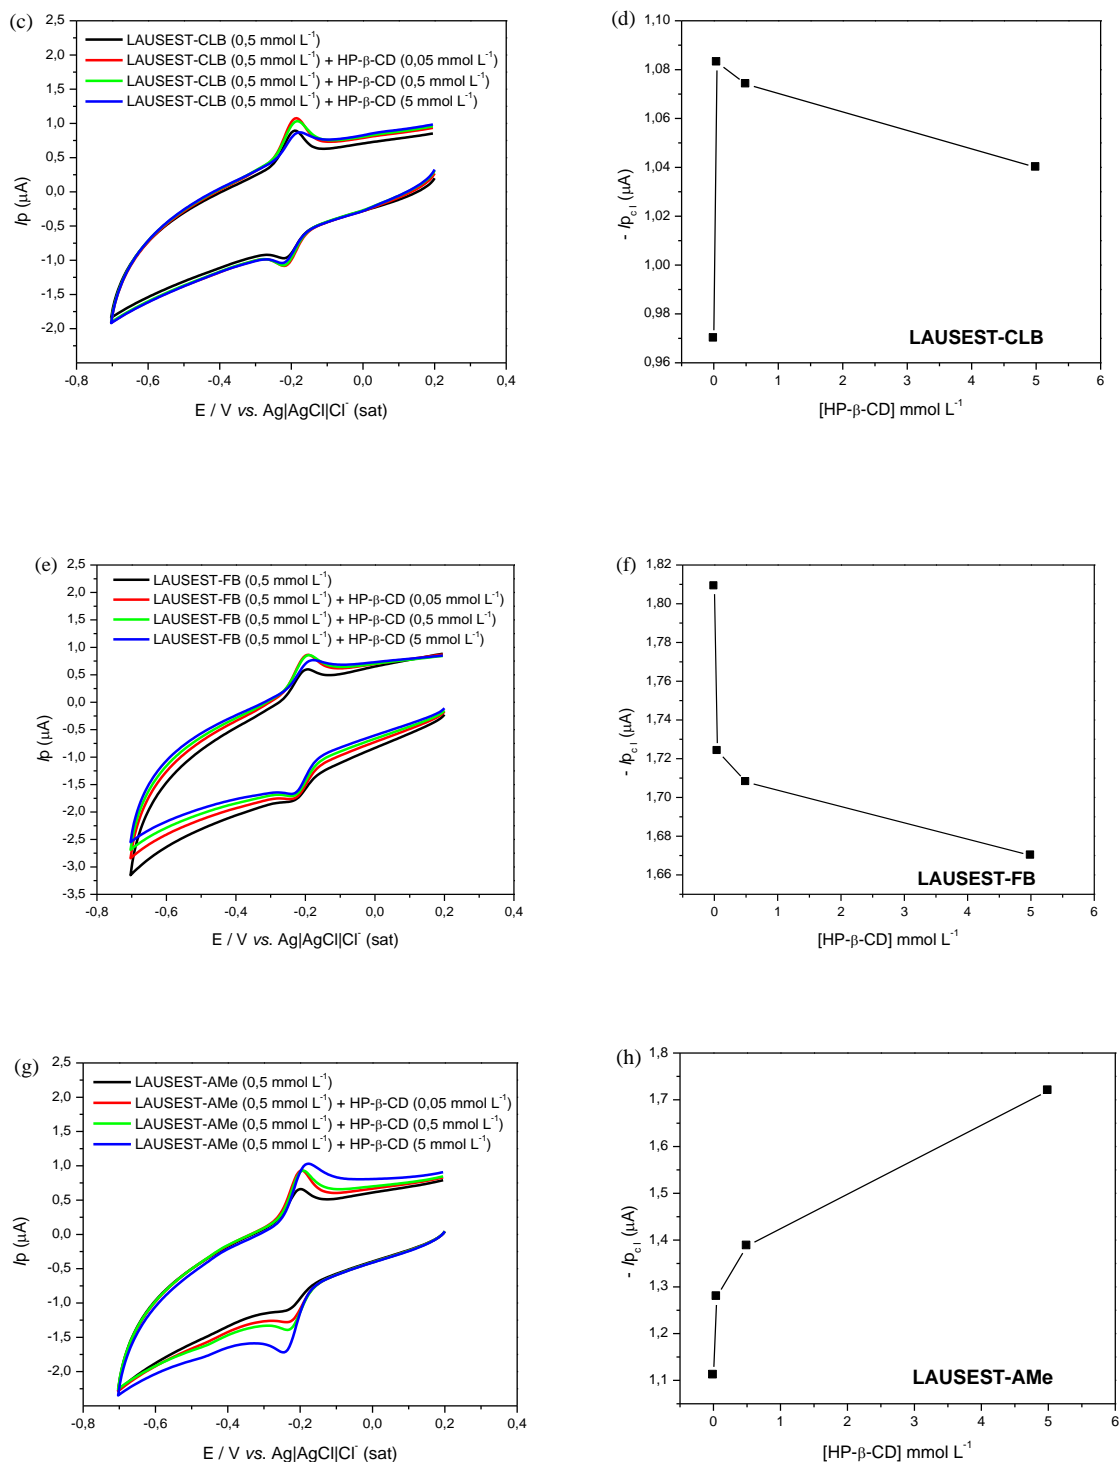 (c)
2,5
2,0
1,5
1,0
0,5
0,0
-0,5
-1,0
-1,5
-2,0
Ip (μA)
LAUSEST-CLB (0,5 mmol L⁻¹)
LAUSEST-CLB (0,5 mmol L⁻¹) + HP-β-CD (0,05 mmol L⁻¹)
LAUSEST-CLB (0,5 mmol L⁻¹) + HP-β-CD (0,5 mmol L⁻¹)
LAUSEST-CLB (0,5 mmol L⁻¹) + HP-β-CD (5 mmol L⁻¹)
-0,8 -0,6 -0,4 -0,2 0,0 0,2 0,4
E / V vs. Ag|AgCl|Cl⁻ (sat)
(d)
1,10
1,08
1,06
1,04
1,02
1,00
0,98
0,96
- Ip c I (μA)
LAUSEST-CLB
0 1 2 3 4 5 6
[HP-β-CD] mmol L⁻¹
(e)
2,5
2,0
1,5
1,0
0,5
0,0
-0,5
-1,0
-1,5
-2,0
-2,5
-3,0
-3,5
Ip (μA)
LAUSEST-FB (0,5 mmol L⁻¹)
LAUSEST-FB (0,5 mmol L⁻¹) + HP-β-CD (0,05 mmol L⁻¹)
LAUSEST-FB (0,5 mmol L⁻¹) + HP-β-CD (0,5 mmol L⁻¹)
LAUSEST-FB (0,5 mmol L⁻¹) + HP-β-CD (5 mmol L⁻¹)
-0,8 -0,6 -0,4 -0,2 0,0 0,2 0,4
E / V vs. Ag|AgCl|Cl⁻ (sat)
(f)
1,82
1,80
1,78
1,76
1,74
1,72
1,70
1,68
1,66
- Ip c I (μA)
LAUSEST-FB
0 1 2 3 4 5 6
[HP-β-CD] mmol L⁻¹
(g)
2,5
2,0
1,5
1,0
0,5
0,0
-0,5
-1,0
-1,5
-2,0
Ip (μA)
LAUSEST-AMe (0,5 mmol L⁻¹)
LAUSEST-AMe (0,5 mmol L⁻¹) + HP-β-CD (0,05 mmol L⁻¹)
LAUSEST-AMe (0,5 mmol L⁻¹) + HP-β-CD (0,5 mmol L⁻¹)
LAUSEST-AMe (0,5 mmol L⁻¹) + HP-β-CD (5 mmol L⁻¹)
-0,8 -0,6 -0,4 -0,2 0,0 0,2 0,4
E / V vs. Ag|AgCl|Cl⁻ (sat)
(h)
1,8
1,7
1,6
1,5
1,4
1,3
1,2
1,1
- Ip c I (μA)
LAUSEST-AMe
0 1 2 3 4 5 6
[HP-β-CD] mmol L⁻¹